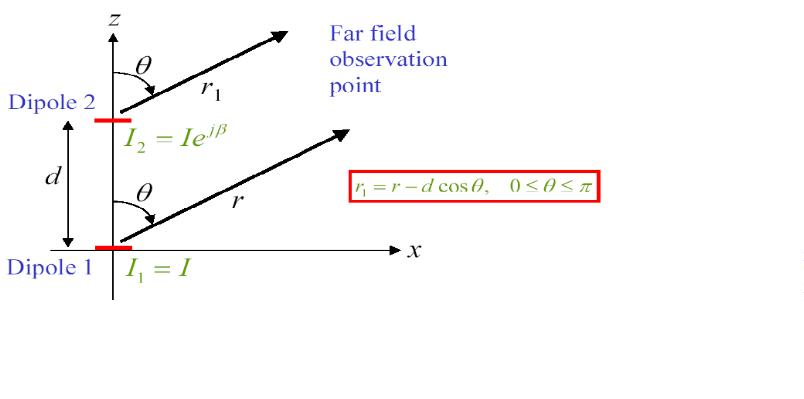 z
Far field
observation
point
θ
r₁
Dipole 2
I₂ = Ie^{jβ}
d
θ
r
r₁ = r − d cos θ,   0 ≤ θ ≤ π
x
Dipole 1
I₁ = I